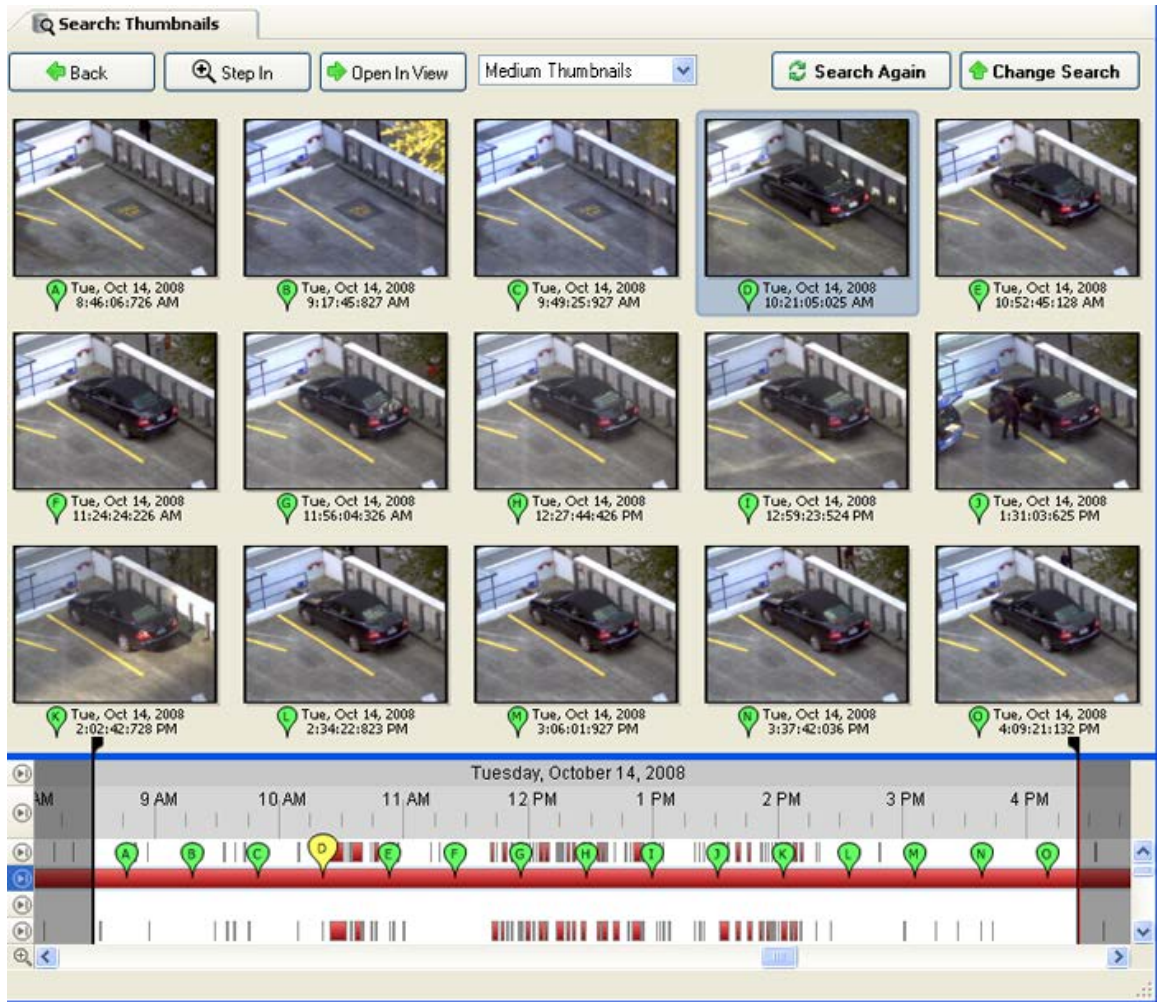 Search: Thumbnails
Back
Step In
Open In View
Medium Thumbnails
Search Again
Change Search
A Tue, Oct 14, 2008
8:46:06:726 AM
B Tue, Oct 14, 2008
9:17:45:827 AM
C Tue, Oct 14, 2008
9:49:25:927 AM
D Tue, Oct 14, 2008
10:21:05:025 AM
E Tue, Oct 14, 2008
10:52:45:128 AM
F Tue, Oct 14, 2008
11:24:24:226 AM
G Tue, Oct 14, 2008
11:56:04:326 AM
H Tue, Oct 14, 2008
12:27:44:426 PM
I Tue, Oct 14, 2008
12:59:23:524 PM
J Tue, Oct 14, 2008
1:31:03:625 PM
K Tue, Oct 14, 2008
2:02:42:728 PM
L Tue, Oct 14, 2008
2:34:22:823 PM
M Tue, Oct 14, 2008
3:06:01:927 PM
N Tue, Oct 14, 2008
3:37:42:036 PM
O Tue, Oct 14, 2008
4:09:21:132 PM
Tuesday, October 14, 2008
AM 9 AM 10 AM 11 AM 12 PM 1 PM 2 PM 3 PM 4 PM
A B C D E F G H I J K L M N O